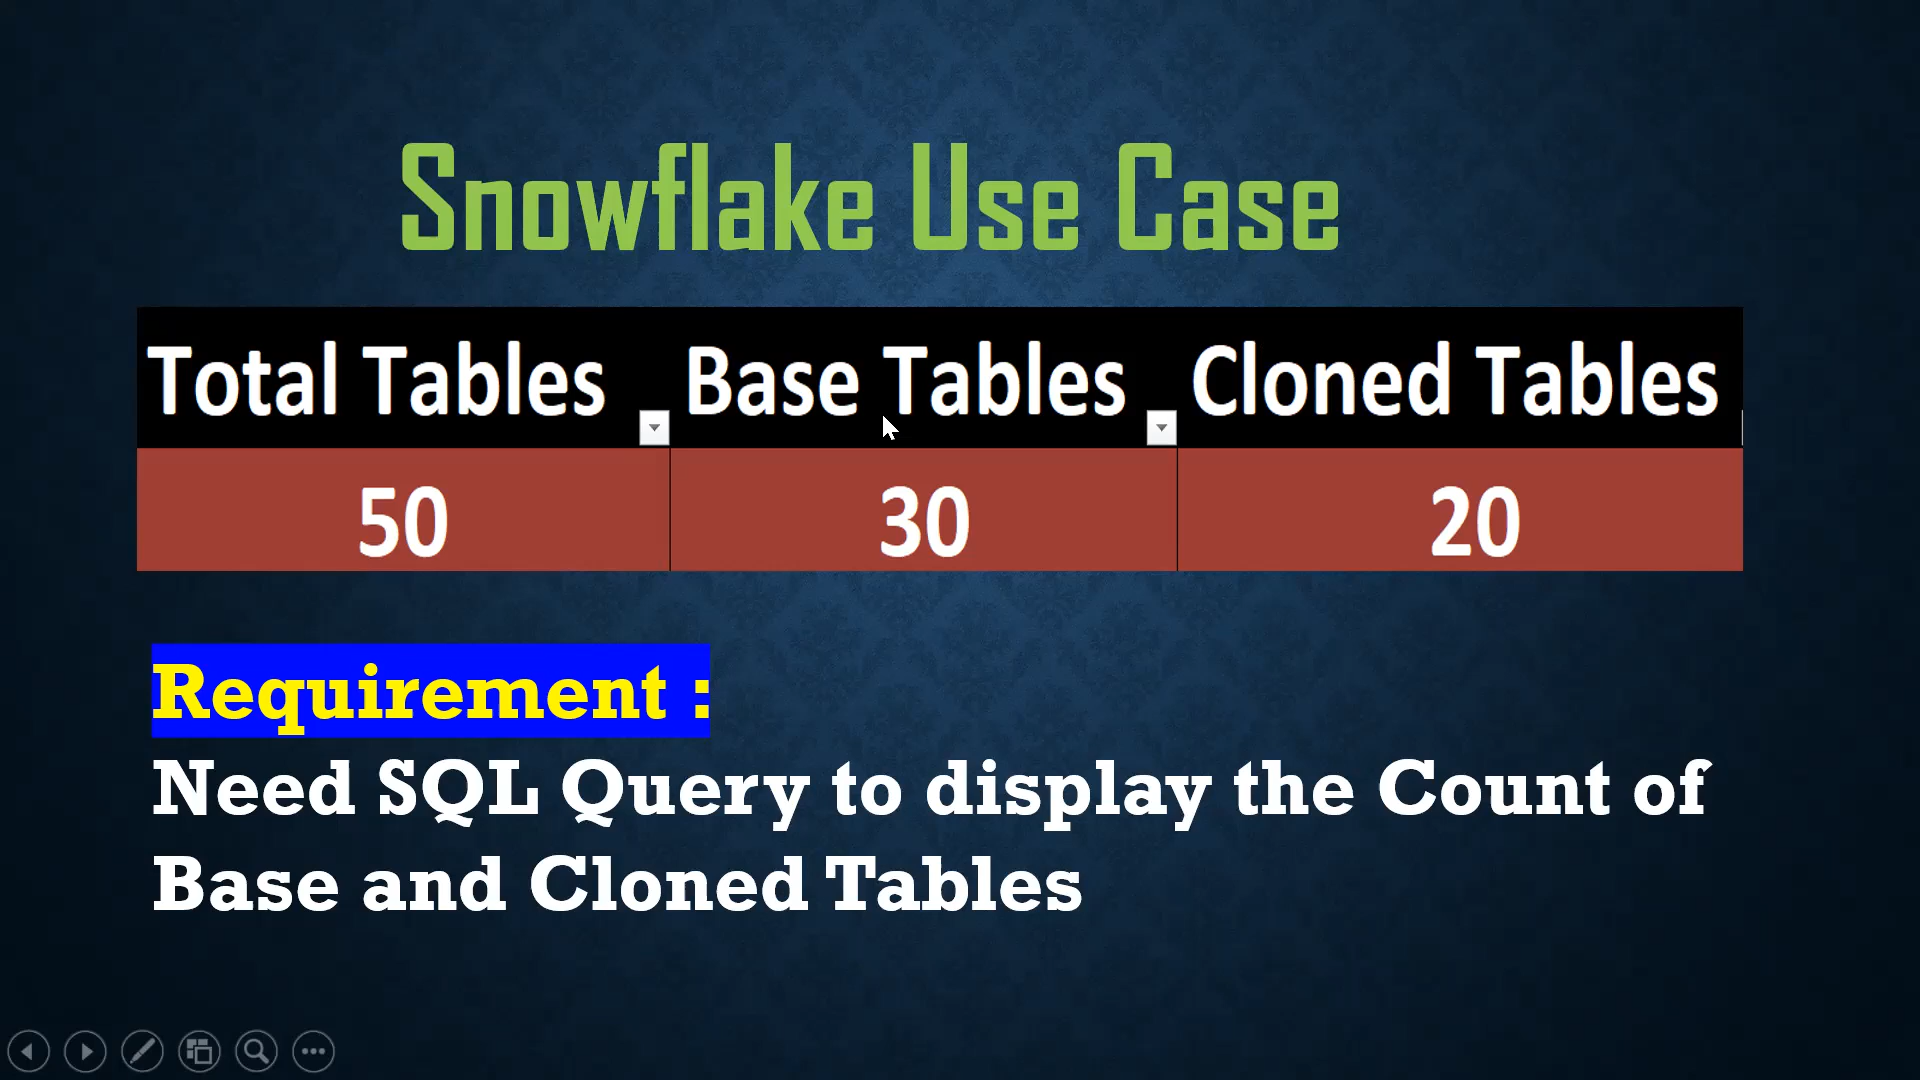 Snowflake Use Case
Total Tables Base Tables Cloned Tables
50 30 20
Requirement :
Need SQL Query to display the Count of
Base and Cloned Tables